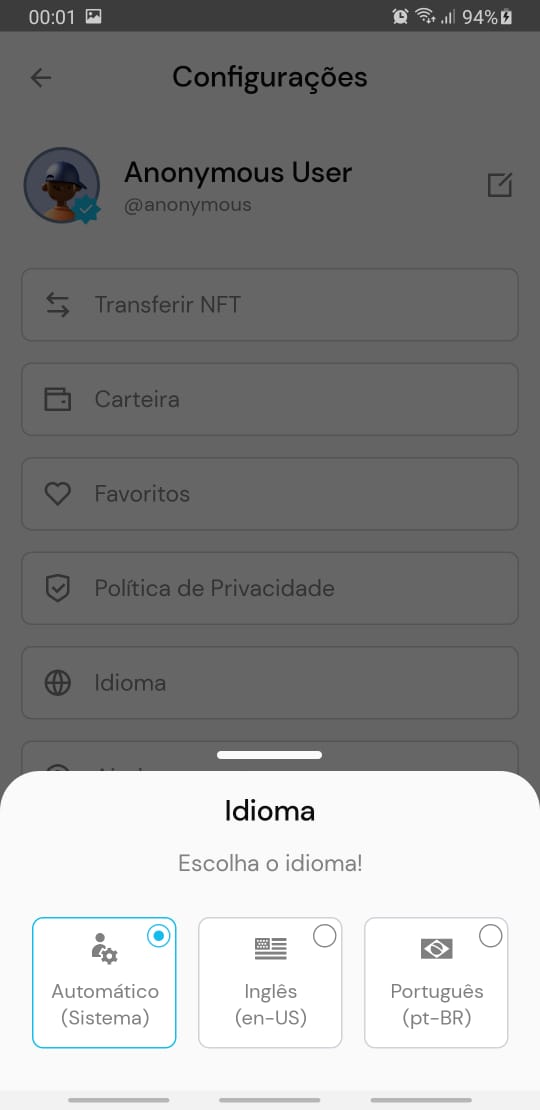 00:01 94%
Configurações
Anonymous User
@anonymous
Transferir NFT
Carteira
Favoritos
Política de Privacidade
Idioma
Idioma
Escolha o idioma!
Automático
(Sistema)
Inglês
(en-US)
Português
(pt-BR)